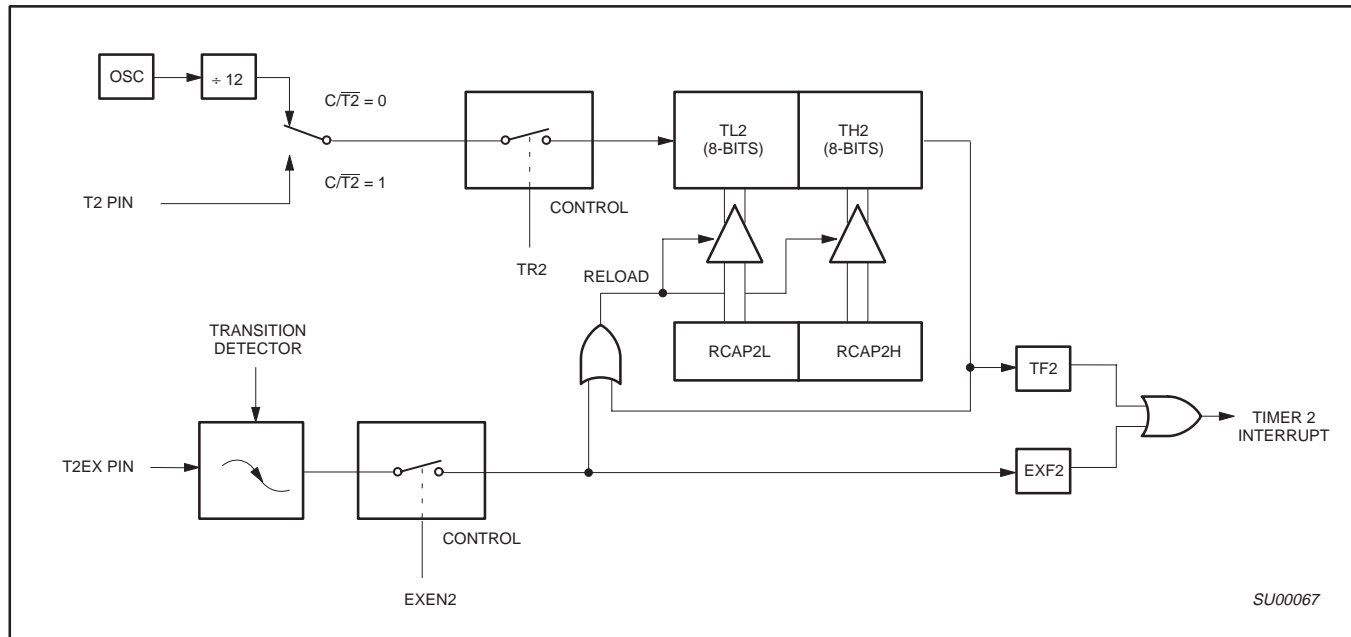 OSC
÷ 12
C/T2̅ = 0
C/T2̅ = 1
T2 PIN
CONTROL
TR2
TL2
(8-BITS)
TH2
(8-BITS)
RELOAD
RCAP2L
RCAP2H
TRANSITION
DETECTOR
T2EX PIN
CONTROL
EXEN2
TF2
EXF2
TIMER 2
INTERRUPT
SU00067